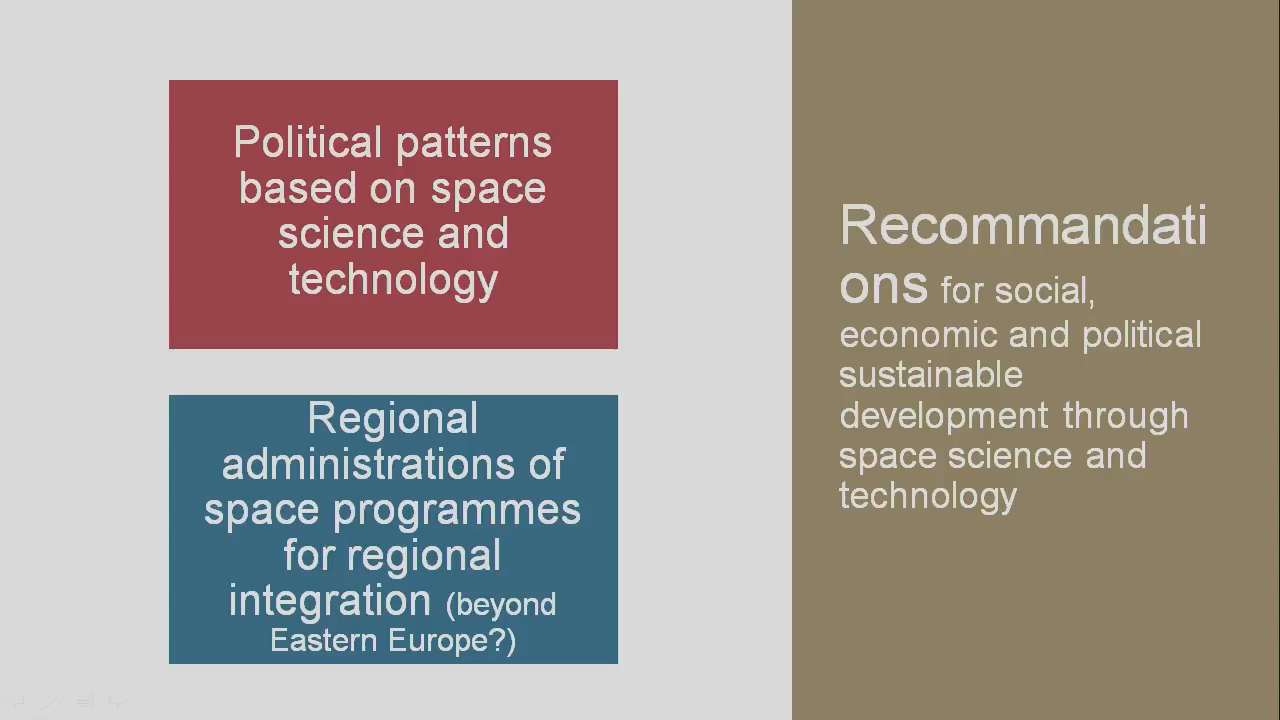 Political patterns
based on space
science and
technology
Regional
administrations of
space programmes
for regional
integration (beyond
Eastern Europe?)
Recommandati
ons for social,
economic and political
sustainable
development through
space science and
technology